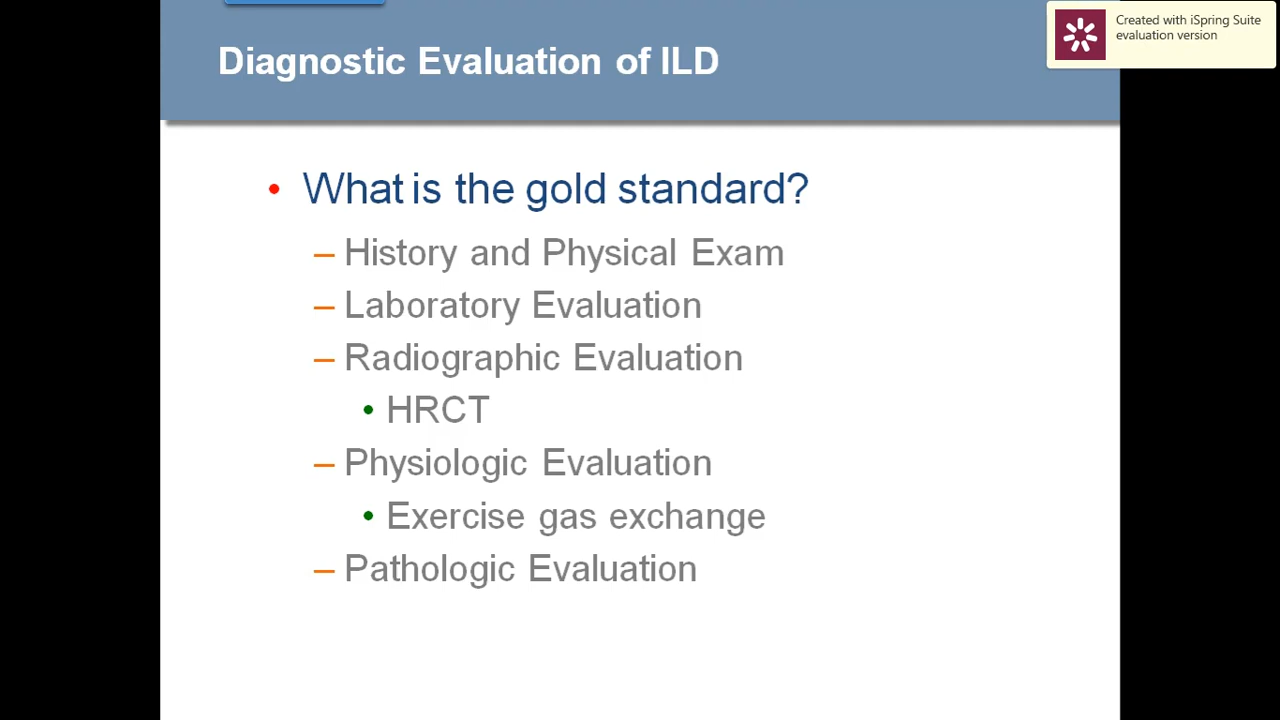 Diagnostic Evaluation of ILD
Created with iSpring Suite
evaluation version
• What is the gold standard?
– History and Physical Exam
– Laboratory Evaluation
– Radiographic Evaluation
• HRCT
– Physiologic Evaluation
• Exercise gas exchange
– Pathologic Evaluation